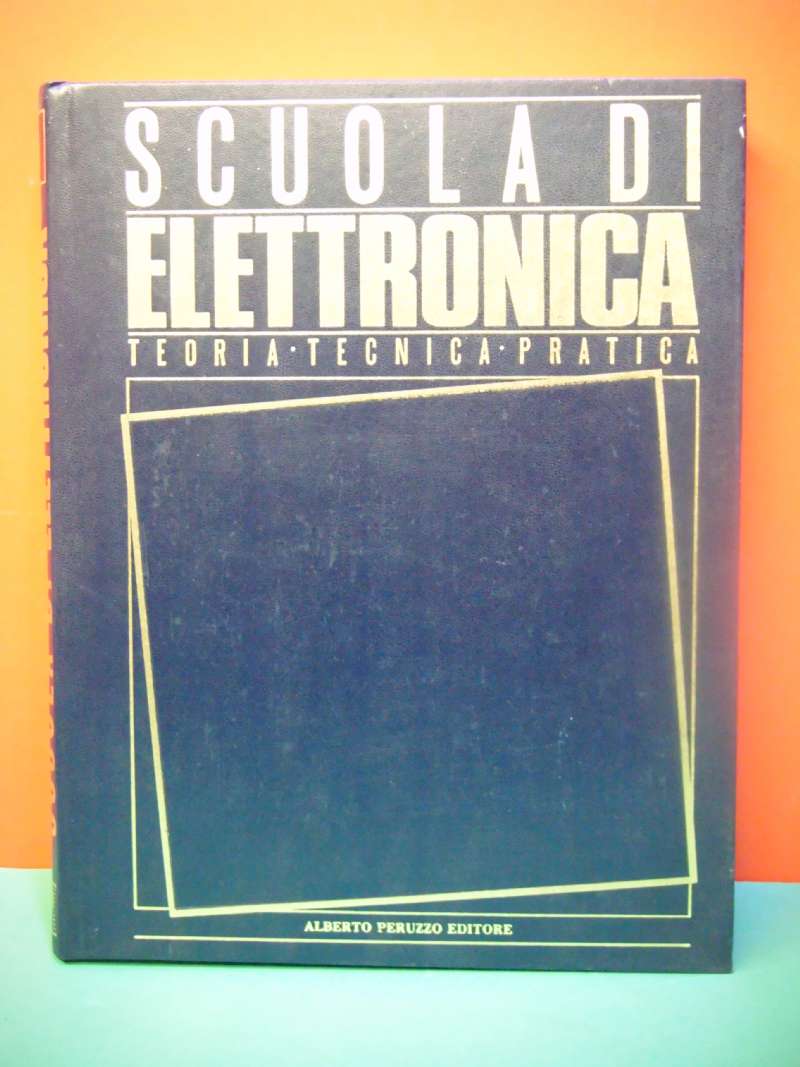 SCUOLA DI
ELETTRONICA
TEORIA·TECNICA·PRATICA
ALBERTO PERUZZO EDITORE